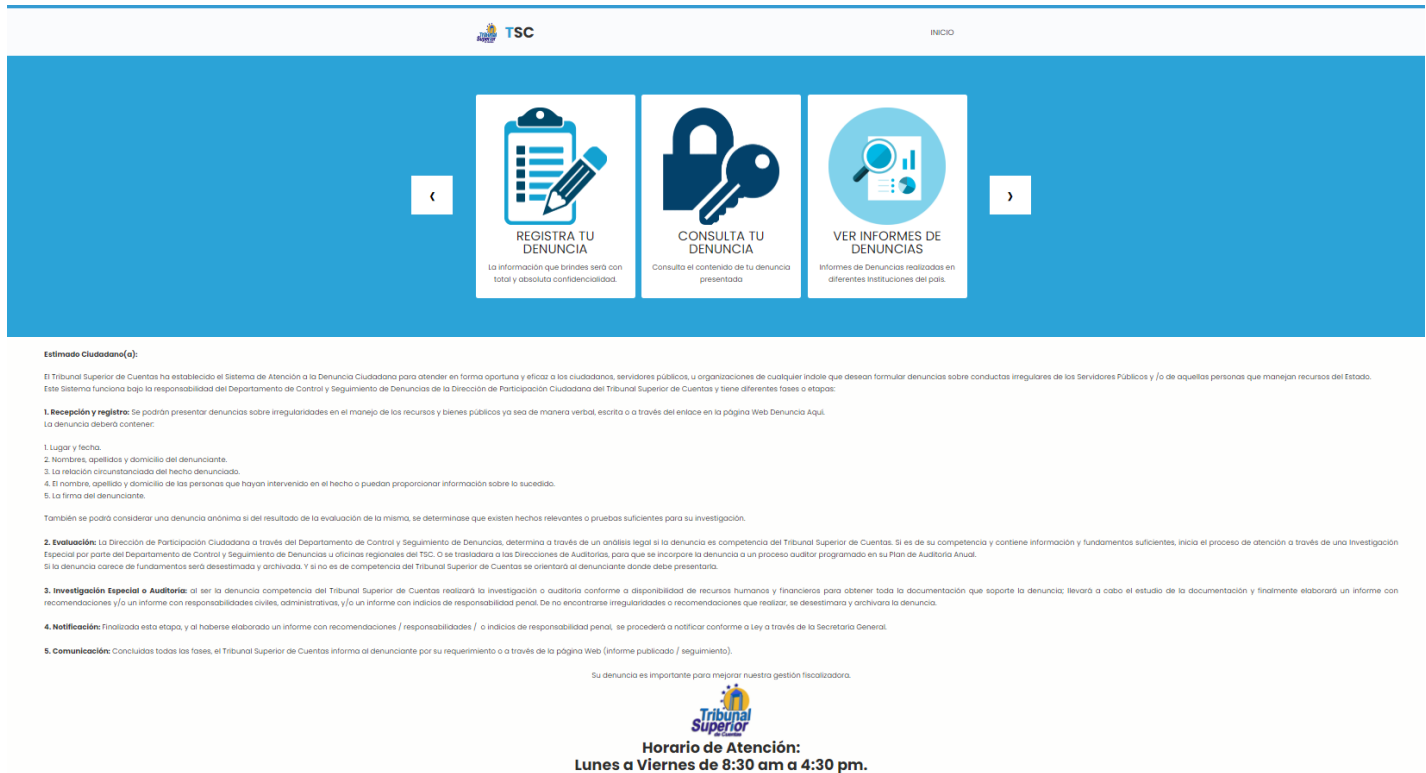 Tribunal
Superior
TSC
INICIO
‹
›
REGISTRA TU
DENUNCIA
La información que brindes será con
total y absoluta confidencialidad.
CONSULTA TU
DENUNCIA
Consulta el contenido de tu denuncia
presentada
VER INFORMES DE
DENUNCIAS
Informes de Denuncias realizadas en
diferentes Instituciones del país.
Estimado Ciudadano(a):
El Tribunal Superior de Cuentas ha establecido el Sistema de Atención a la Denuncia Ciudadana para atender en forma oportuna y eficaz a los ciudadanos, servidores públicos, u organizaciones de cualquier indole que desean formular denuncias sobre conductas irregulares de los Servidores Públicos y /o de aquellas personas que manejan recursos del Estado.
Este Sistema funciona bajo la responsabilidad del Departamento de Control y Seguimiento de Denuncias de la Dirección de Participación Ciudadana del Tribunal Superior de Cuentas y tiene diferentes fases o etapas:
1. Recepción y registro: Se podrán presentar denuncias sobre irregularidades en el manejo de los recursos y bienes públicos ya sea de manera verbal, escrita o a través del enlace en la página Web Denuncia Aquí.
La denuncia deberá contener:
1. Lugar y fecha.
2. Nombres, apellidos y domicilio del denunciante.
3. La relación circunstanciada del hecho denunciado.
4. El nombre, apellido y domicilio de las personas que hayan intervenido en el hecho o puedan proporcionar información sobre lo sucedido.
5. La firma del denunciante.
También se podrá considerar una denuncia anónima si del resultado de la evaluación de la misma, se determinase que existen hechos relevantes o pruebas suficientes para su investigación.
2. Evaluación: La Dirección de Participación Ciudadana a través del Departamento de Control y Seguimiento de Denuncias, determina a través de un análisis legal si la denuncia es competencia del Tribunal Superior de Cuentas. Si es de su competencia y contiene información y fundamentos suficientes, inicia el proceso de atención a través de una Investigación
Especial por parte del Departamento de Control y Seguimiento de Denuncias u oficinas regionales del TSC. O se trasladara a las Direcciones de Auditorías, para que se incorpore la denuncia a un proceso auditor programado en su Plan de Auditoria Anual.
Si la denuncia carece de fundamentos será desestimada y archivada. Y si no es de competencia del Tribunal Superior de Cuentas se orientará al denunciante donde debe presentarla.
3. Investigación Especial o Auditoría: al ser la denuncia competencia del Tribunal Superior de Cuentas realizará la investigación o auditoria conforme a disponibilidad de recursos humanos y financieros para obtener toda la documentación que soporte la denuncia; llevará a cabo el estudio de la documentación y finalmente elaborará un informe con
recomendaciones y/o un informe con responsabilidades civiles, administrativas, y/o un informe con indicios de responsabilidad penal. De no encontrarse irregularidades o recomendaciones que realizar, se desestimara y archivara la denuncia.
4. Notificación: Finalizada esta etapa, y al haberse elaborado un informe con recomendaciones / responsabilidades / o indicios de responsabilidad penal, se procederá a notificar conforme a Ley a través de la Secretaria General.
5. Comunicación: Concluidas todas las fases, el Tribunal Superior de Cuentas informa al denunciante por su requerimiento o a través de la página Web (informe publicado / seguimiento).
Su denuncia es importante para mejorar nuestra gestión fiscalizadora.
Tribunal
Superior
de Cuentas
Horario de Atención:
Lunes a Viernes de 8:30 am a 4:30 pm.